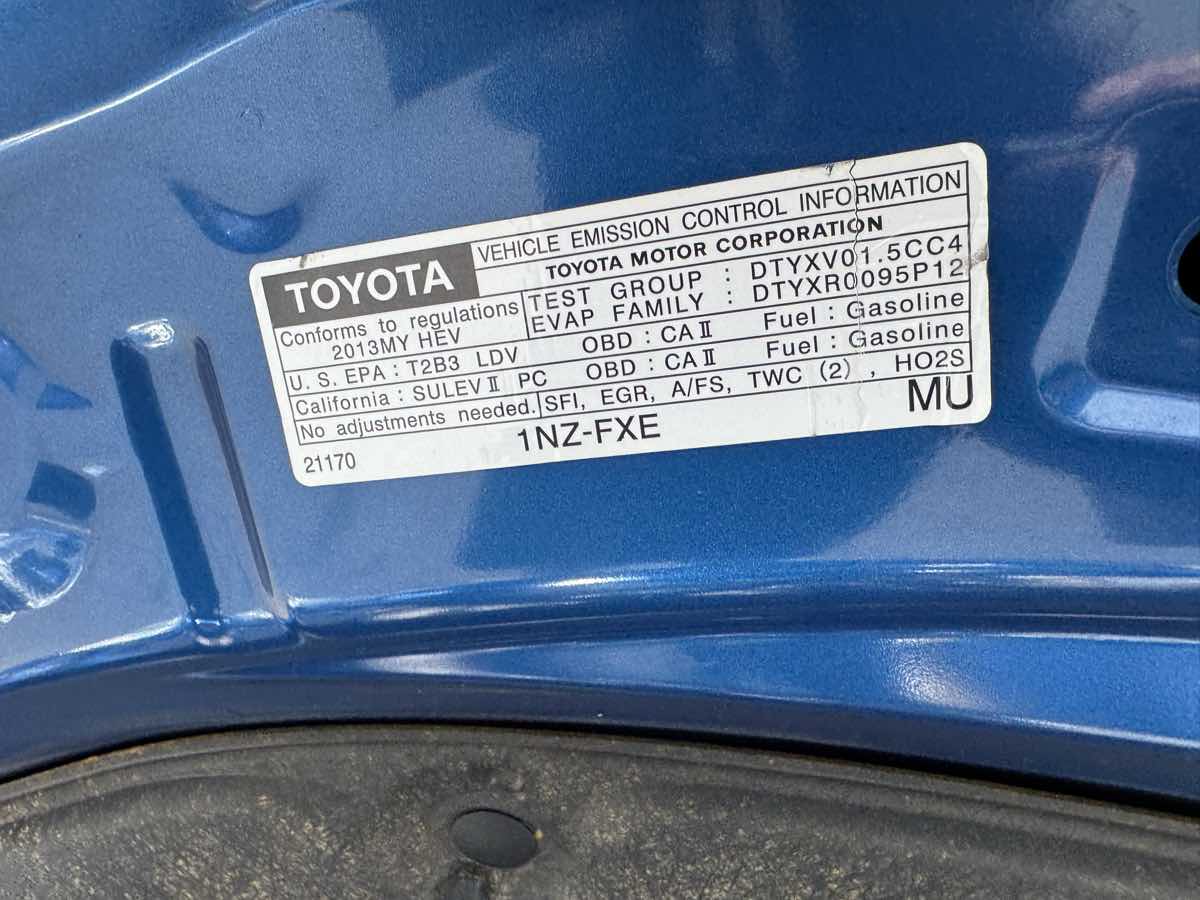 TOYOTA
VEHICLE EMISSION CONTROL INFORMATION
TOYOTA MOTOR CORPORATION
Conforms to regulations
2013MY HEV
TEST GROUP : DTYXV01.5CC4
EVAP FAMILY : DTYXR0095P12
U. S. EPA : T2B3 LDV OBD : CA II Fuel : Gasoline
California : SULEV II PC OBD : CA II Fuel : Gasoline
No adjustments needed. SFI, EGR, A/FS, TWC (2) , HO2S
21170 1NZ-FXE MU